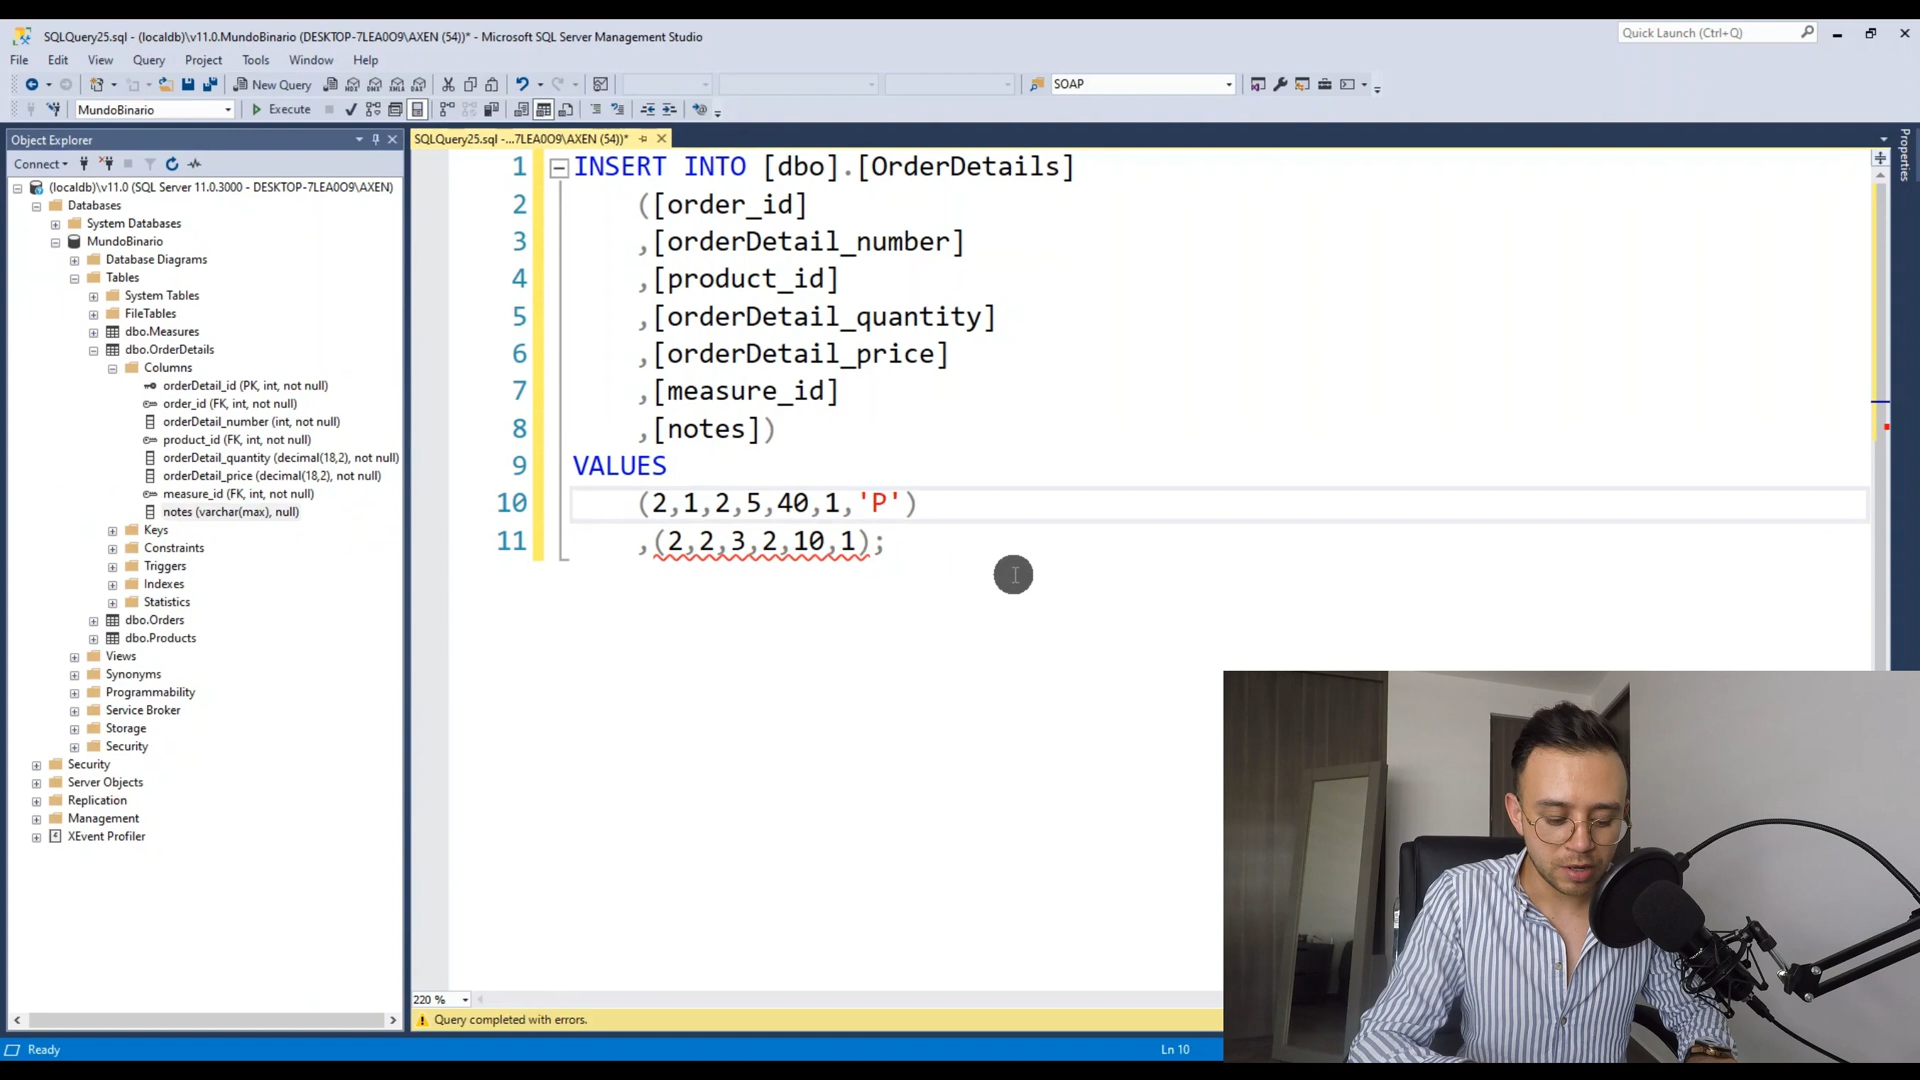 SQLQuery25.sql - (localdb)\v11.0.MundoBinario (DESKTOP-7LEA0O9\AXEN (54))* - Microsoft SQL Server Management Studio
Quick Launch (Ctrl+Q)
File Edit View Query Project Tools Window Help
New Query
SOAP
MundoBinario
Execute
Object Explorer
SQLQuery25.sql -...7LEA0O9\AXEN (54))*
Properties
Connect
(localdb)\v11.0 (SQL Server 11.0.3000 - DESKTOP-7LEA0O9\AXEN)
Databases
System Databases
MundoBinario
Database Diagrams
Tables
System Tables
FileTables
dbo.Measures
dbo.OrderDetails
Columns
orderDetail_id (PK, int, not null)
order_id (FK, int, not null)
orderDetail_number (int, not null)
product_id (FK, int, not null)
orderDetail_quantity (decimal(18,2), not null)
orderDetail_price (decimal(18,2), not null)
measure_id (FK, int, not null)
notes (varchar(max), null)
Keys
Constraints
Triggers
Indexes
Statistics
dbo.Orders
dbo.Products
Views
Synonyms
Programmability
Service Broker
Storage
Security
Security
Server Objects
Replication
Management
XEvent Profiler
1 INSERT INTO [dbo].[OrderDetails]
2 ([order_id]
3 ,[orderDetail_number]
4 ,[product_id]
5 ,[orderDetail_quantity]
6 ,[orderDetail_price]
7 ,[measure_id]
8 ,[notes])
9 VALUES
10 (2,1,2,5,40,1,'P')
11 ,(2,2,3,2,10,1);
220 %
Query completed with errors.
Ready
Ln 10